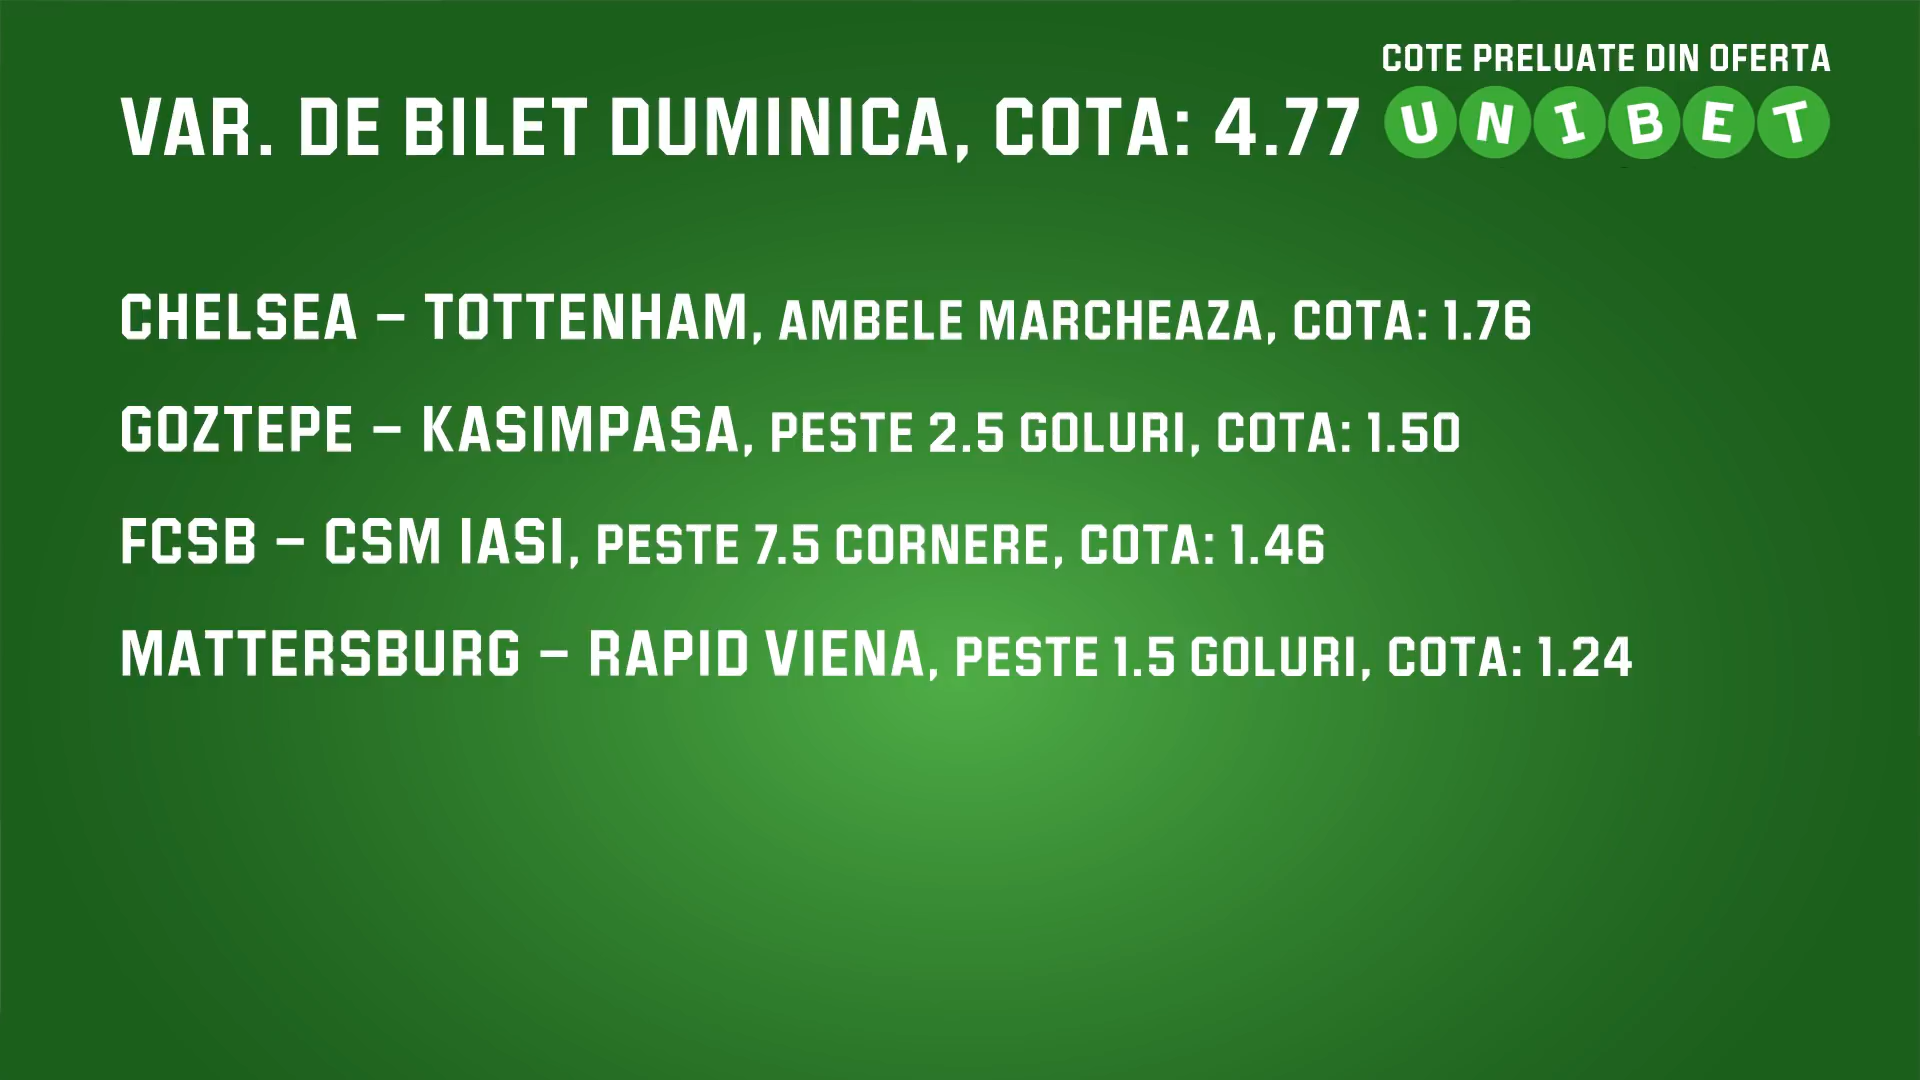 COTE PRELUATE DIN OFERTA
VAR. DE BILET DUMINICA, COTA: 4.77 UNIBET
CHELSEA – TOTTENHAM, AMBELE MARCHEAZA, COTA: 1.76
GOZTEPE – KASIMPASA, PESTE 2.5 GOLURI, COTA: 1.50
FCSB – CSM IASI, PESTE 7.5 CORNERE, COTA: 1.46
MATTERSBURG – RAPID VIENA, PESTE 1.5 GOLURI, COTA: 1.24